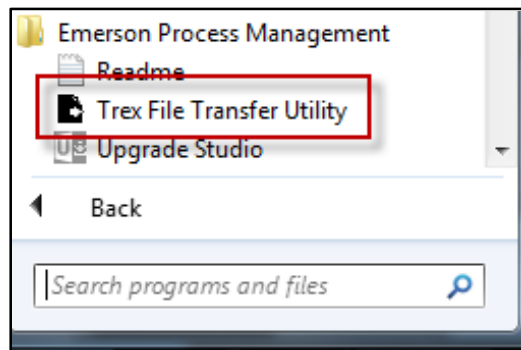 Emerson Process Management
Readme
Trex File Transfer Utility
Upgrade Studio
Back
Search programs and files